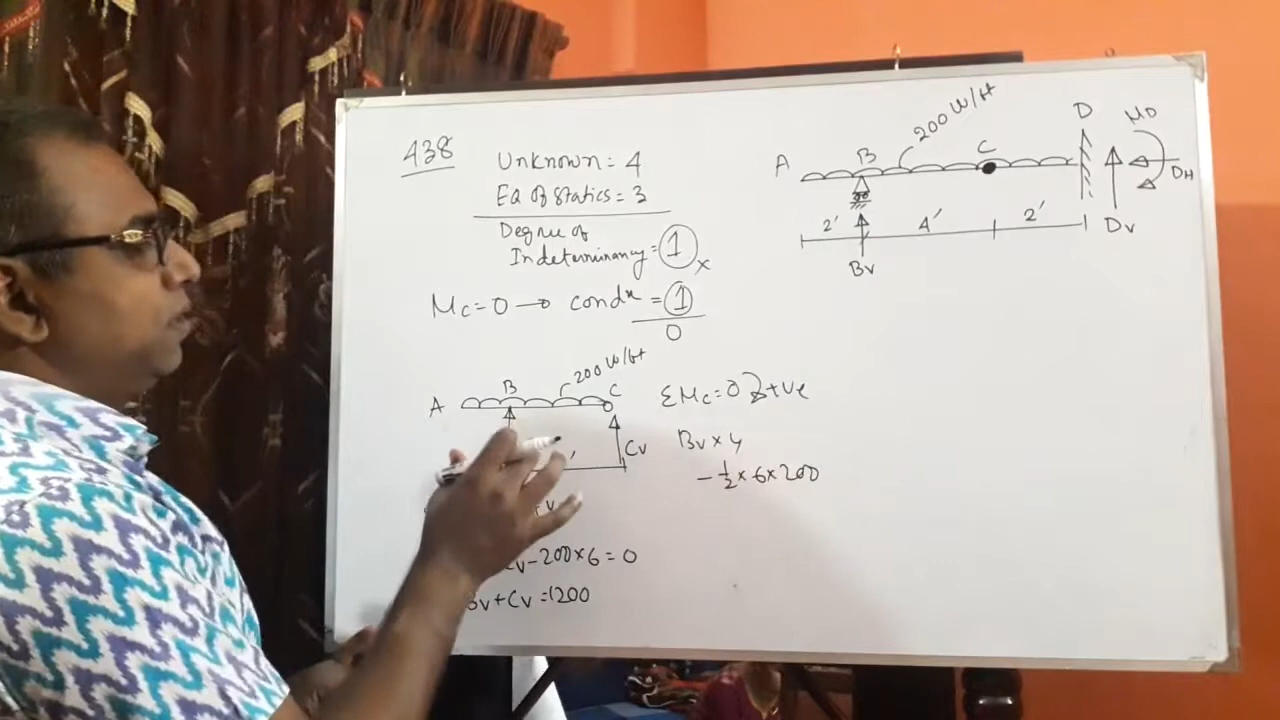 438
Unknown = 4
Eq of statics = 3
Degree of
Indeterminancy = 1 x
Mc = 0 → condn = 1
0
A B 200 w/ft C
Cv
ΣMc = 0 +ve
Bv × 4
- 1/2 × 6 × 200
Cv - 200 × 6 = 0
Bv + Cv = 1200
A B 200 w/ft C D MD
DH
2' 4' 2' Dv
Bv